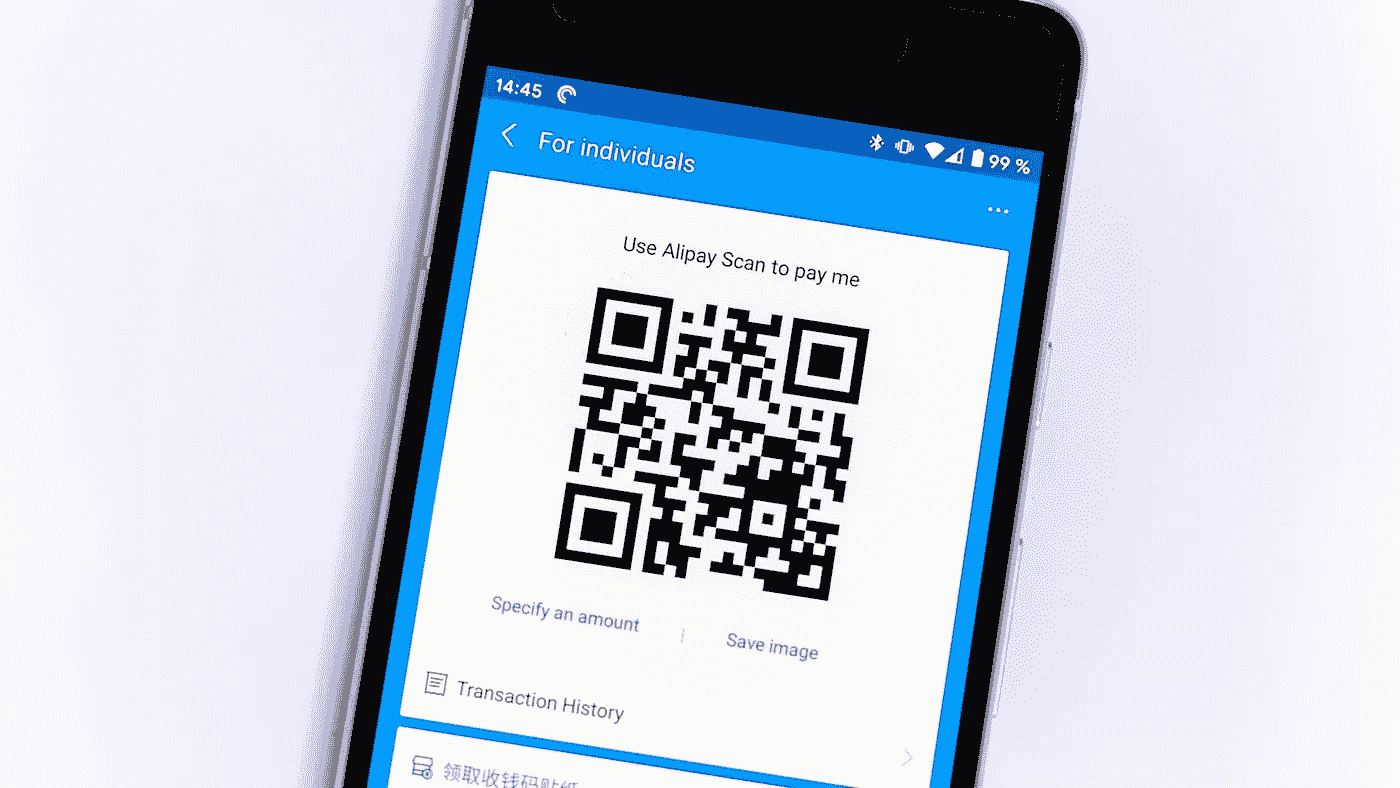 14:45 99 %
For individuals
Use Alipay Scan to pay me
Specify an amount | Save image
Transaction History
领取收钱码贴纸